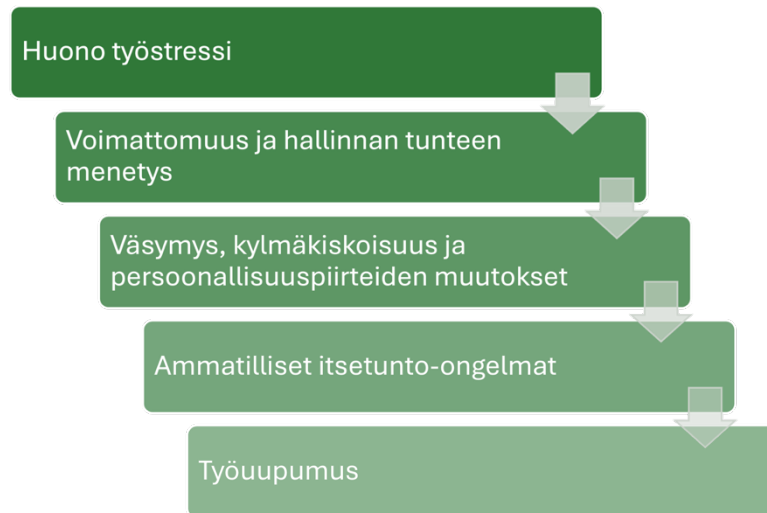 Huono työstressi
Voimattomuus ja hallinnan tunteen
menetys
Väsymys, kylmäkiskoisuus ja
persoonallisuuspiirteiden muutokset
Ammatilliset itsetunto-ongelmat
Työuupumus